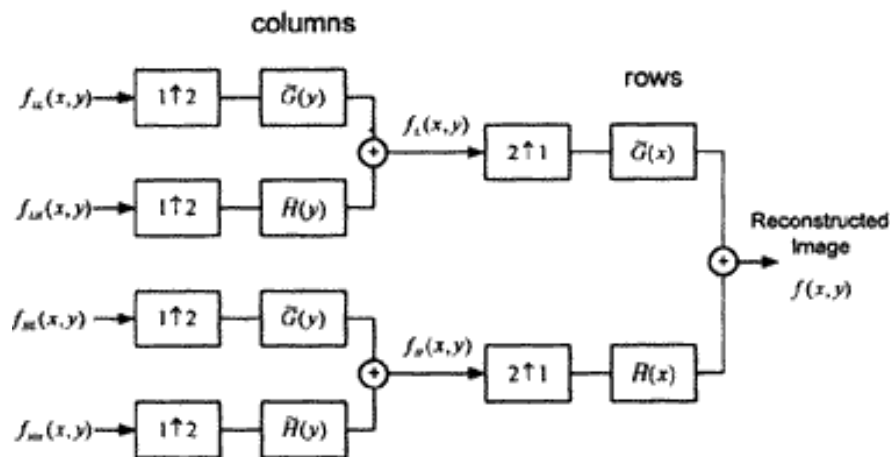 columns
rows
f_LL(x,y)
1↑2
G̃(y)
f_L(x,y)
2↑1
G̃(x)
f_LH(x,y)
1↑2
H̄(y)
+
Reconstructed
Image
f(x,y)
+
f_HL(x,y)
1↑2
G̃(y)
f_H(x,y)
2↑1
H̄(x)
+
f_HH(x,y)
1↑2
H̃(y)